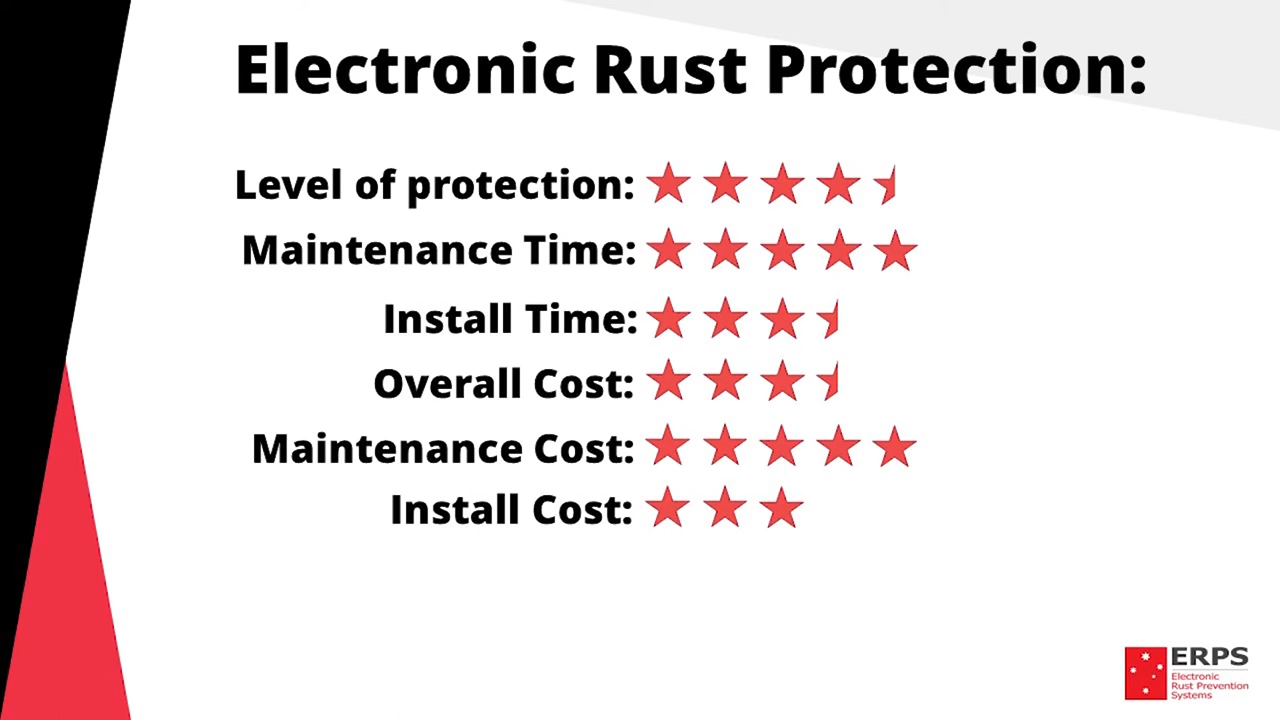 Electronic Rust Protection:
Level of protection:
Maintenance Time:
Install Time:
Overall Cost:
Maintenance Cost:
Install Cost:
ERPS
Electronic
Rust Prevention
Systems